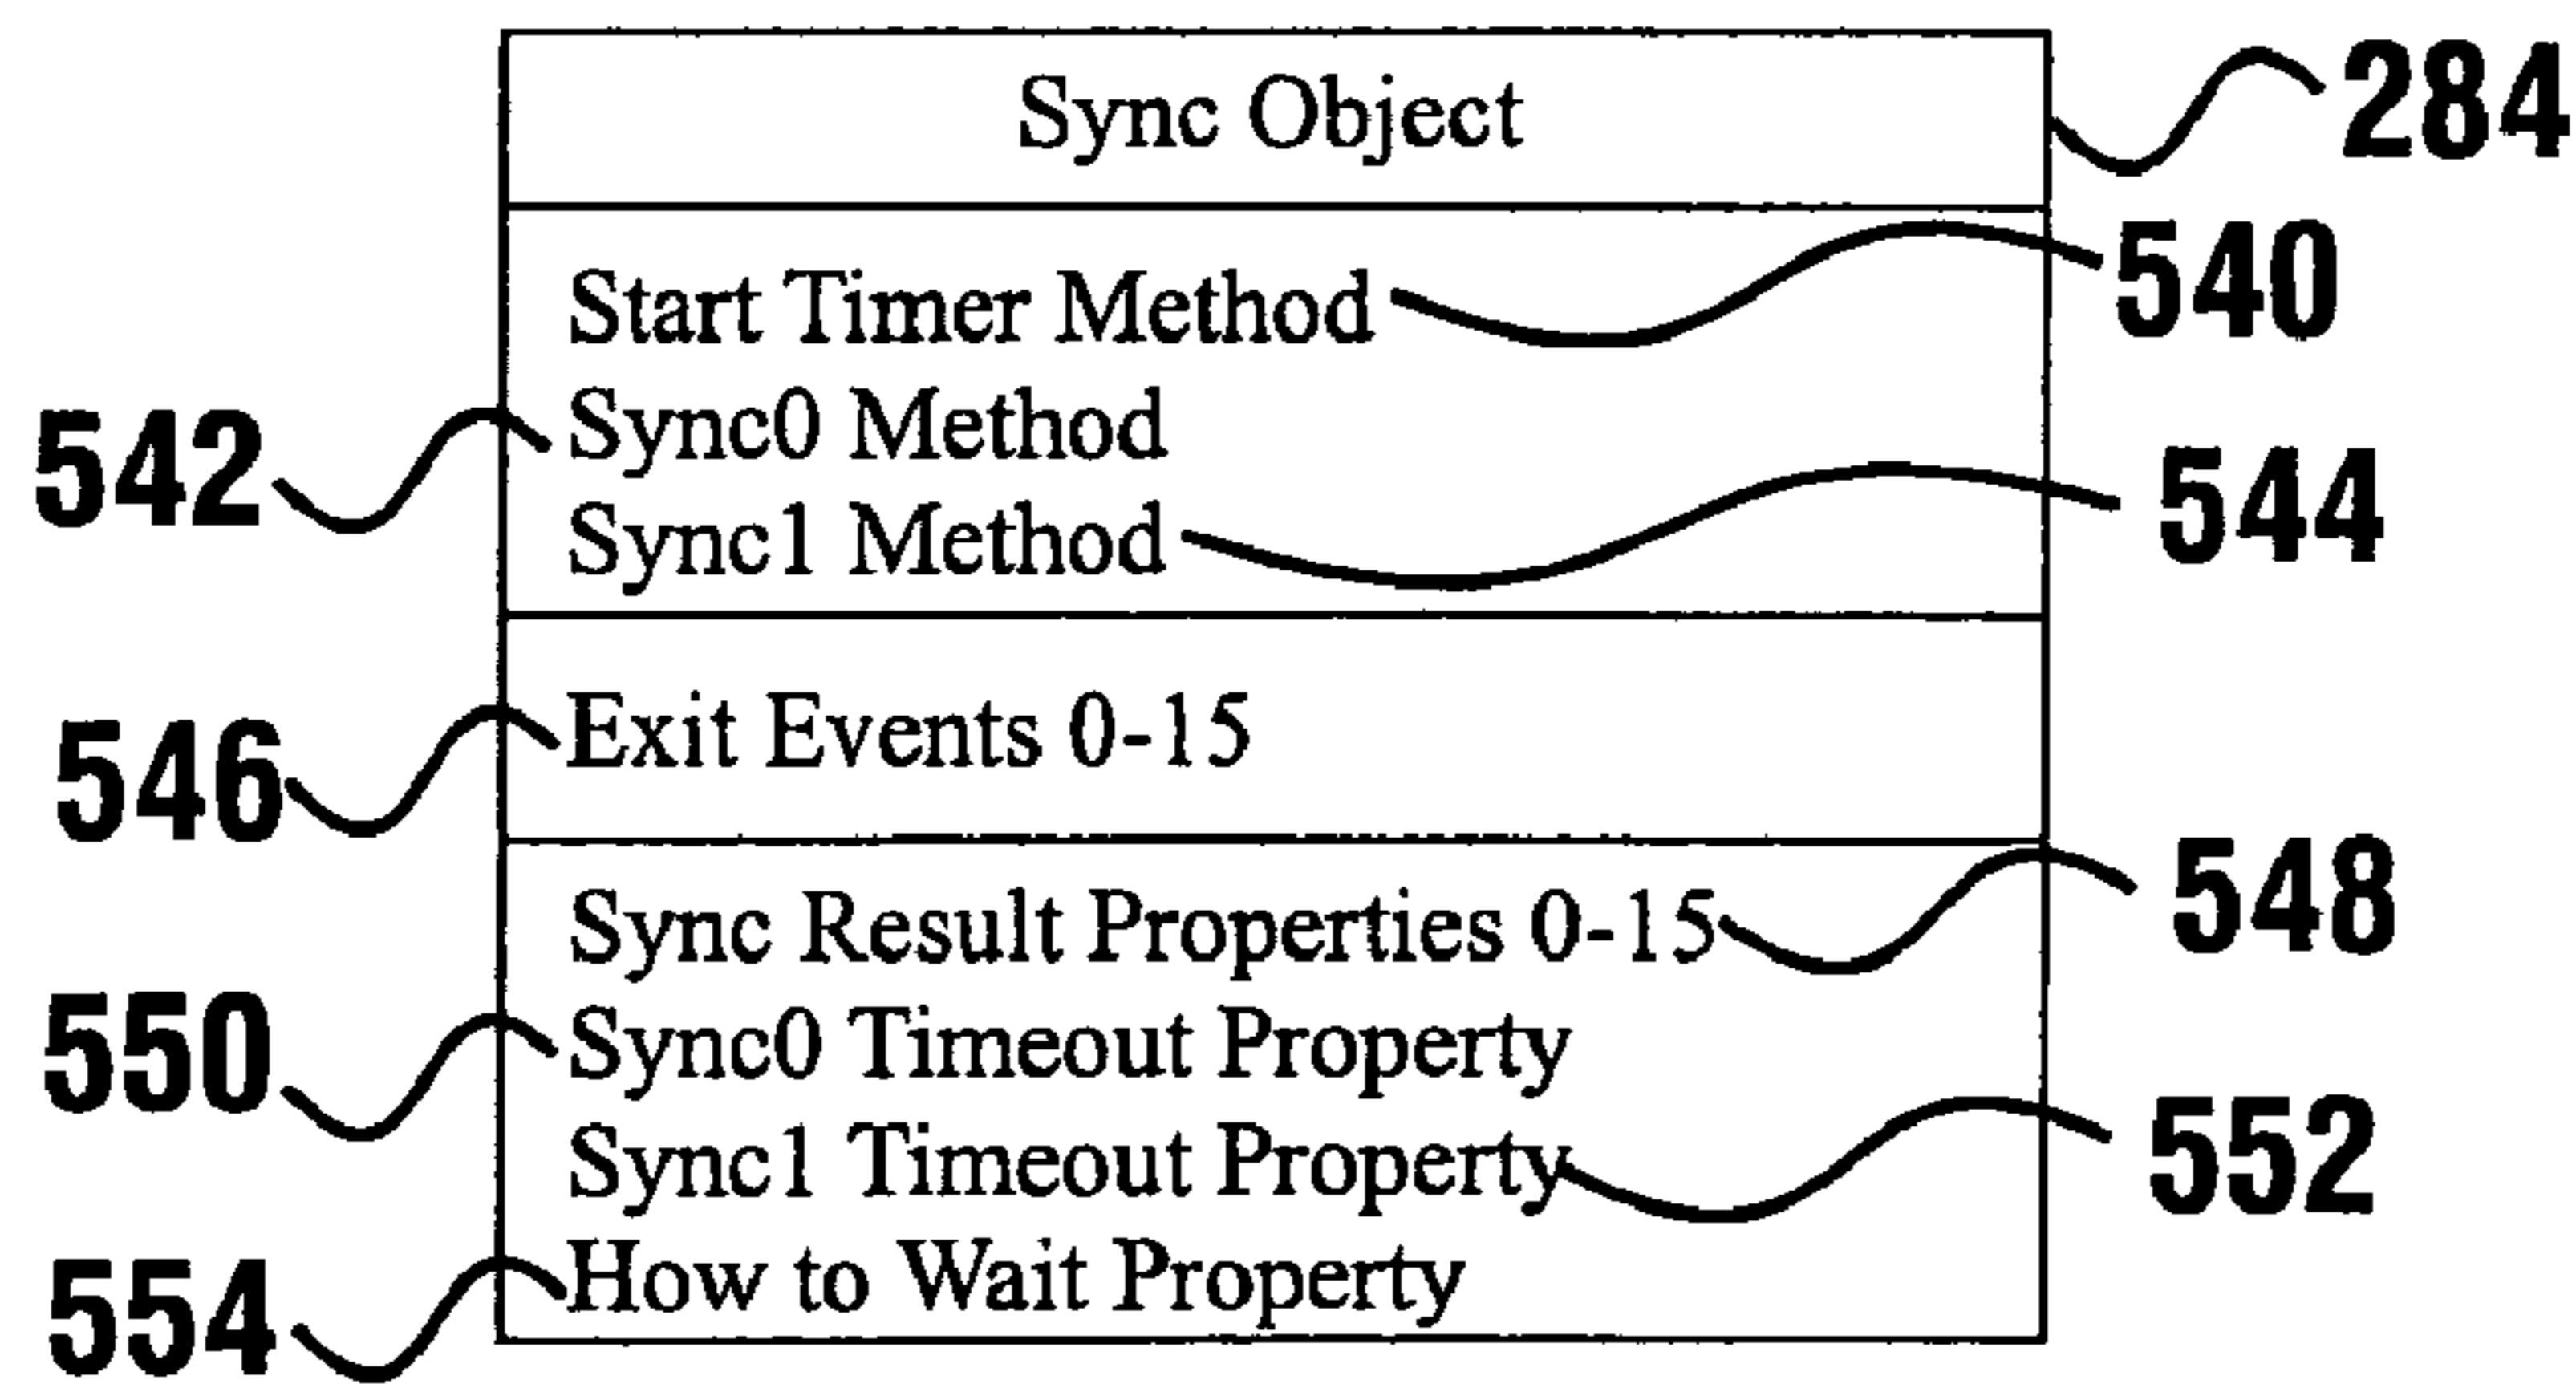 Sync Object 284
Start Timer Method 540
542 Sync0 Method
Sync1 Method 544
546 Exit Events 0-15
Sync Result Properties 0-15 548
550 Sync0 Timeout Property
Sync1 Timeout Property 552
554 How to Wait Property